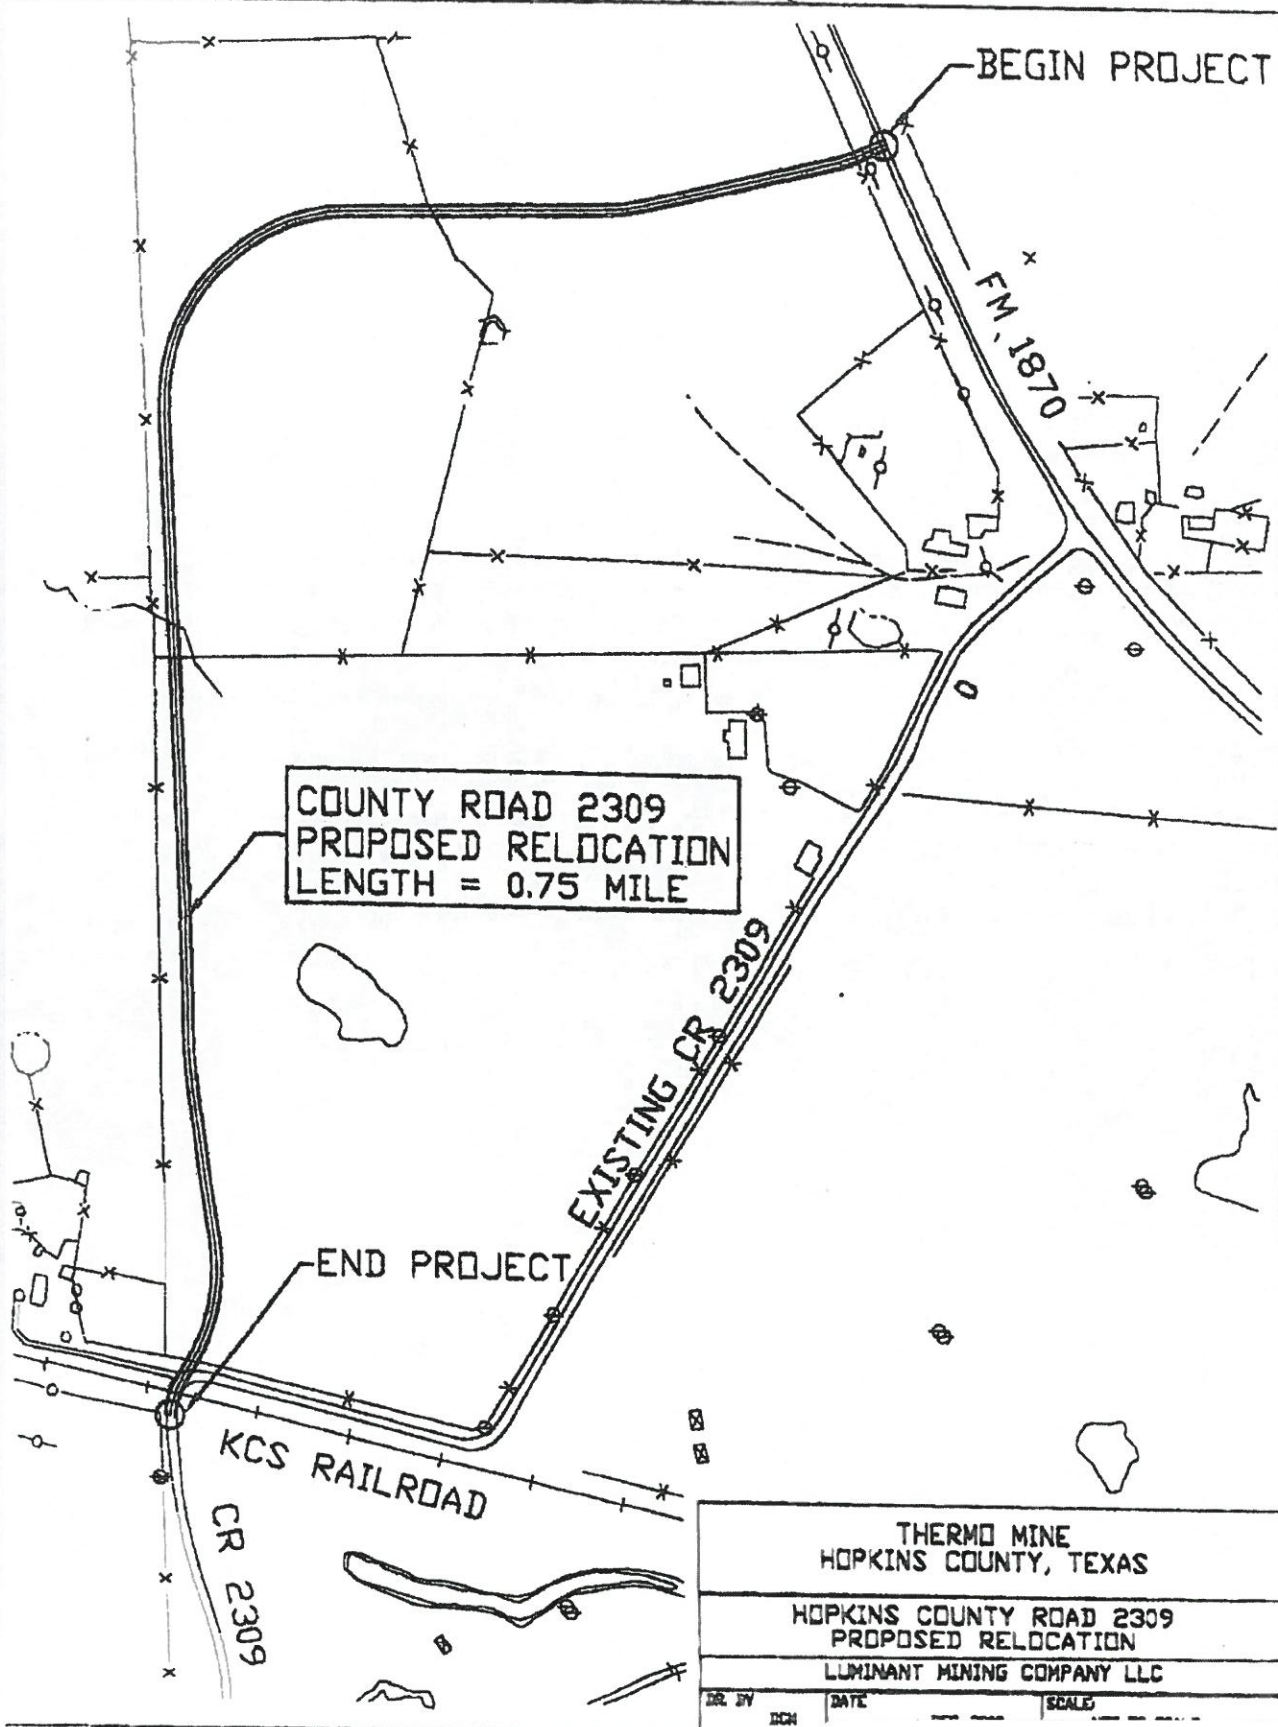 BEGIN PROJECT
FM 1870
COUNTY ROAD 2309
PROPOSED RELOCATION
LENGTH = 0.75 MILE
EXISTING CR 2309
END PROJECT
KCS RAILROAD
CR 2309
THERMO MINE
HOPKINS COUNTY, TEXAS
HOPKINS COUNTY ROAD 2309
PROPOSED RELOCATION
LUMINANT MINING COMPANY LLC
DR. BY
DATE
SCALE